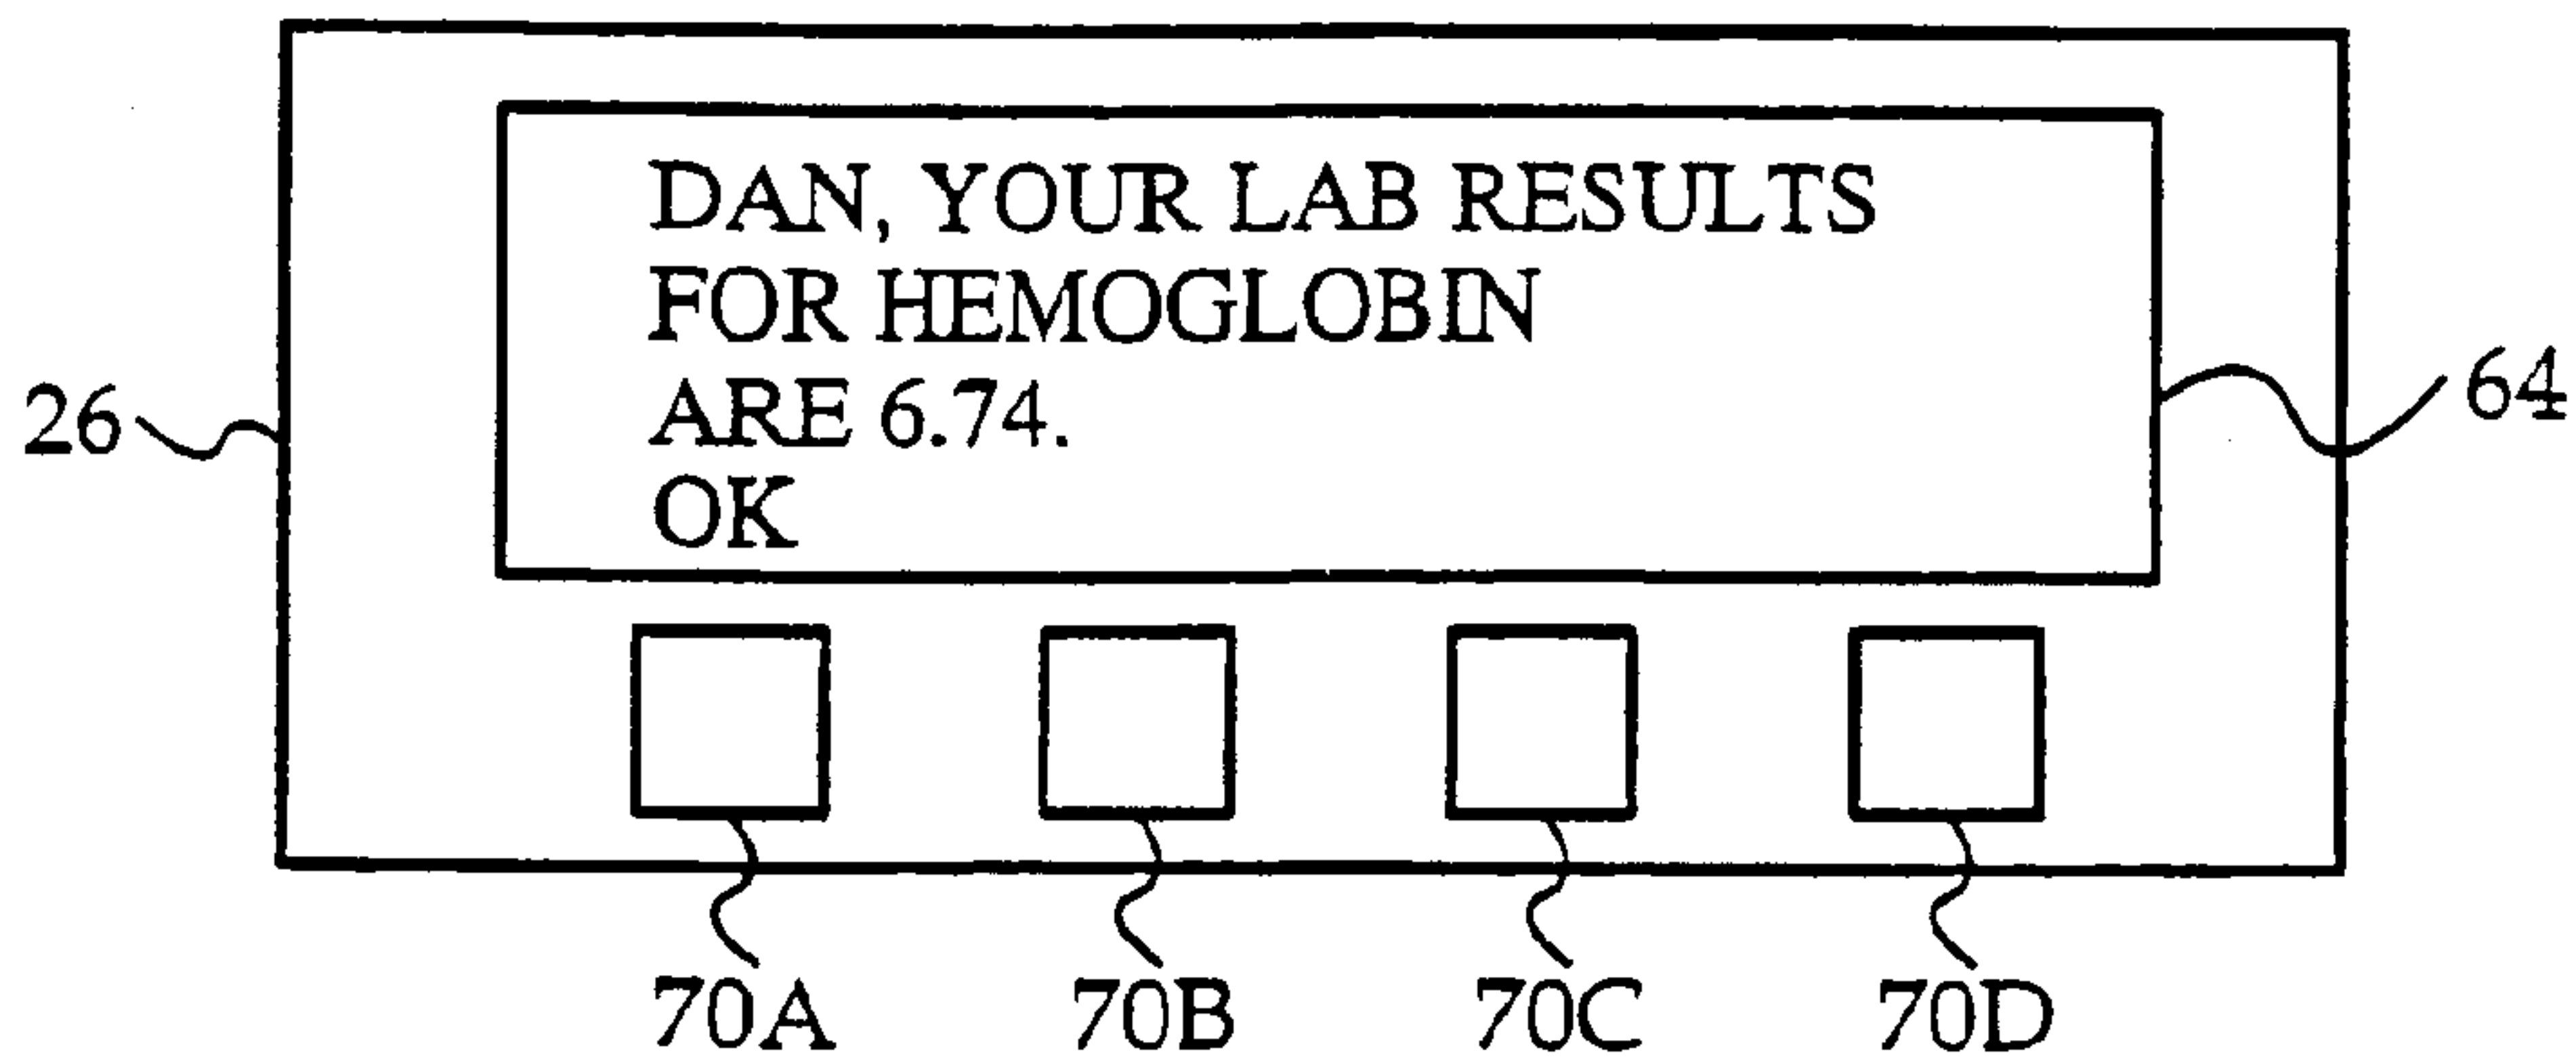 DAN, YOUR LAB RESULTS
FOR HEMOGLOBIN
ARE 6.74.
OK
26
64
70A 70B 70C 70D